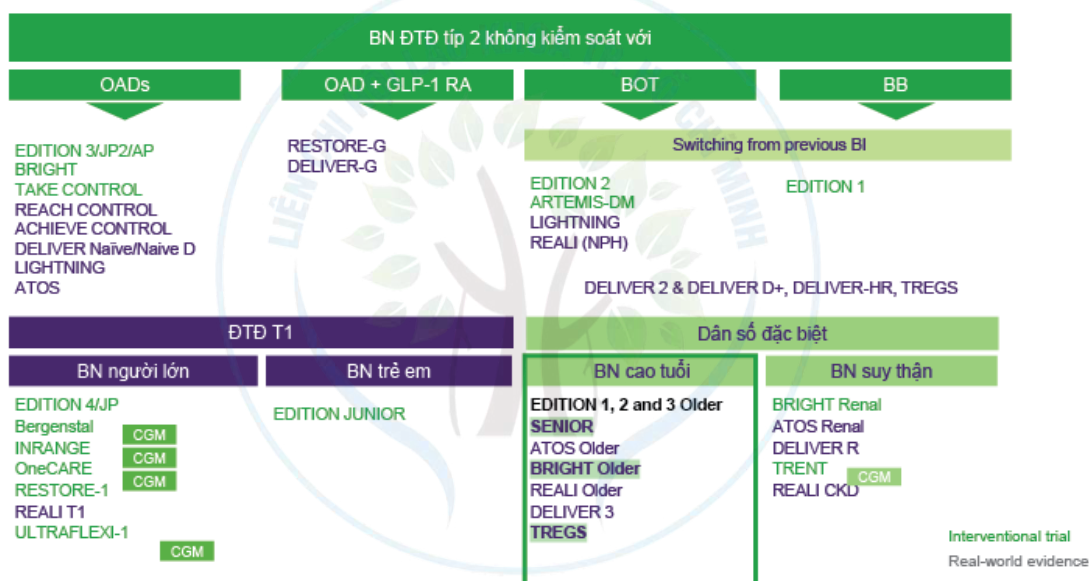 BN ĐTĐ típ 2 không kiểm soát với
OADs
OAD + GLP-1 RA
BOT
BB
EDITION 3/JP2/AP
BRIGHT
TAKE CONTROL
REACH CONTROL
ACHIEVE CONTROL
DELIVER Naïve/Naive D
LIGHTNING
ATOS
RESTORE-G
DELIVER-G
Switching from previous BI
EDITION 2
ARTEMIS-DM
LIGHTNING
REALI (NPH)
EDITION 1
DELIVER 2 & DELIVER D+, DELIVER-HR, TREGS
ĐTĐ T1
Dân số đặc biệt
BN người lớn
BN trẻ em
BN cao tuổi
BN suy thận
EDITION 4/JP
Bergenstal
CGM
INRANGE
CGM
OneCARE
CGM
RESTORE-1
REALI T1
ULTRAFLEXI-1
CGM
EDITION JUNIOR
EDITION 1, 2 and 3 Older
SENIOR
ATOS Older
BRIGHT Older
REALI Older
DELIVER 3
TREGS
BRIGHT Renal
ATOS Renal
DELIVER R
TRENT
CGM
REALI CKD
Interventional trial
Real-world evidence